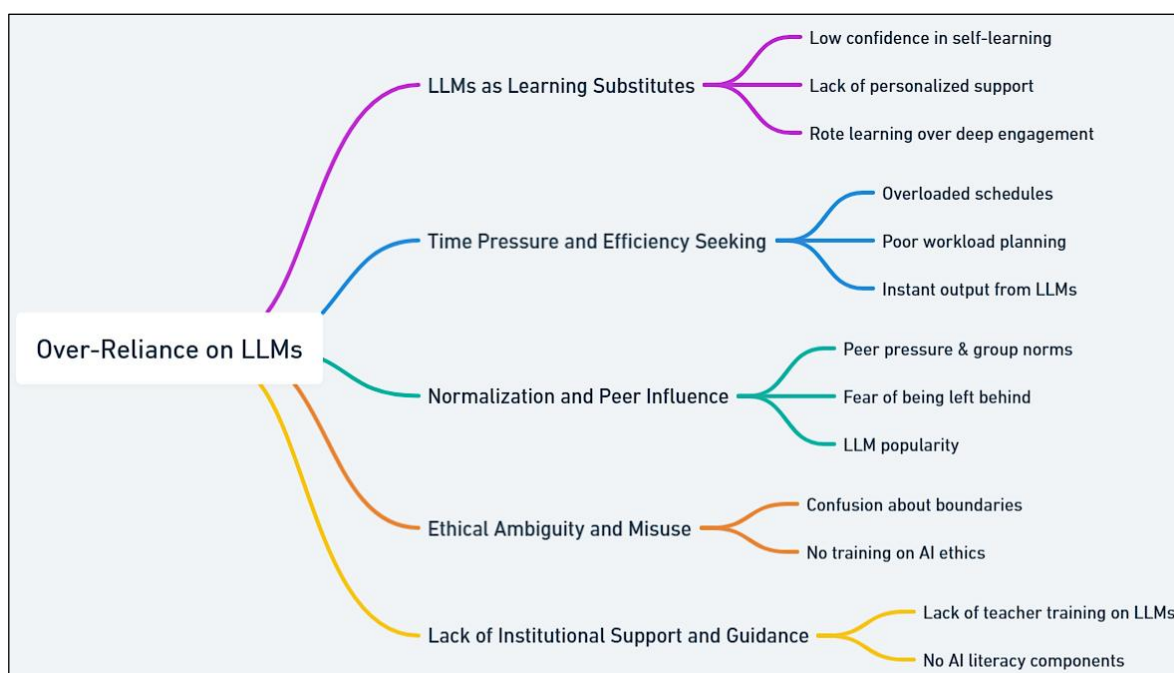 Over-Reliance on LLMs
LLMs as Learning Substitutes
Low confidence in self-learning
Lack of personalized support
Rote learning over deep engagement
Time Pressure and Efficiency Seeking
Overloaded schedules
Poor workload planning
Instant output from LLMs
Normalization and Peer Influence
Peer pressure & group norms
Fear of being left behind
LLM popularity
Ethical Ambiguity and Misuse
Confusion about boundaries
No training on AI ethics
Lack of Institutional Support and Guidance
Lack of teacher training on LLMs
No AI literacy components